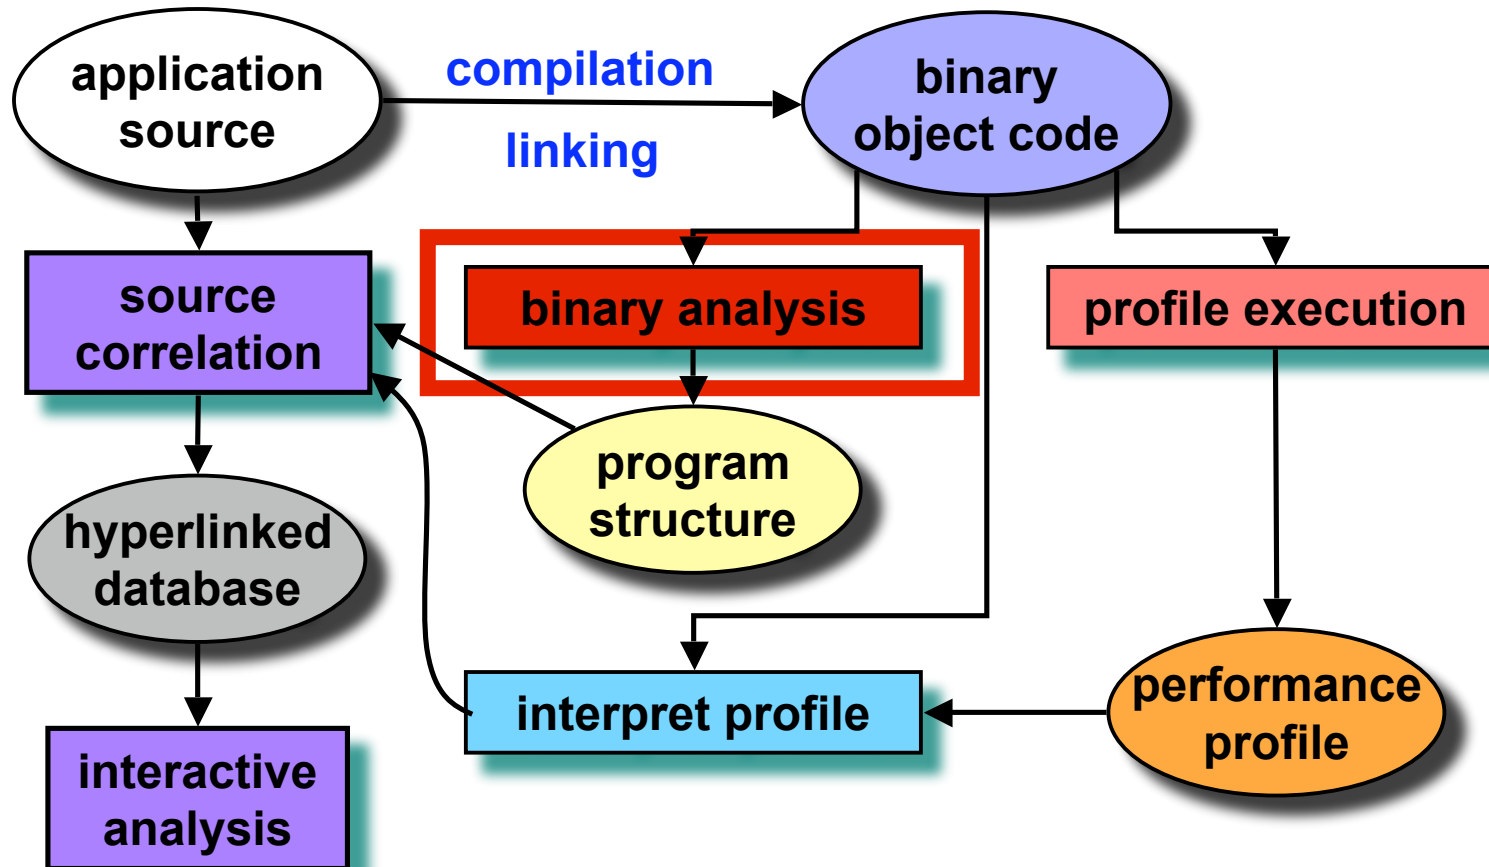 application
source
compilation
linking
binary
object code
source
correlation
binary analysis
profile execution
program
structure
hyperlinked
database
interpret profile
performance
profile
interactive
analysis